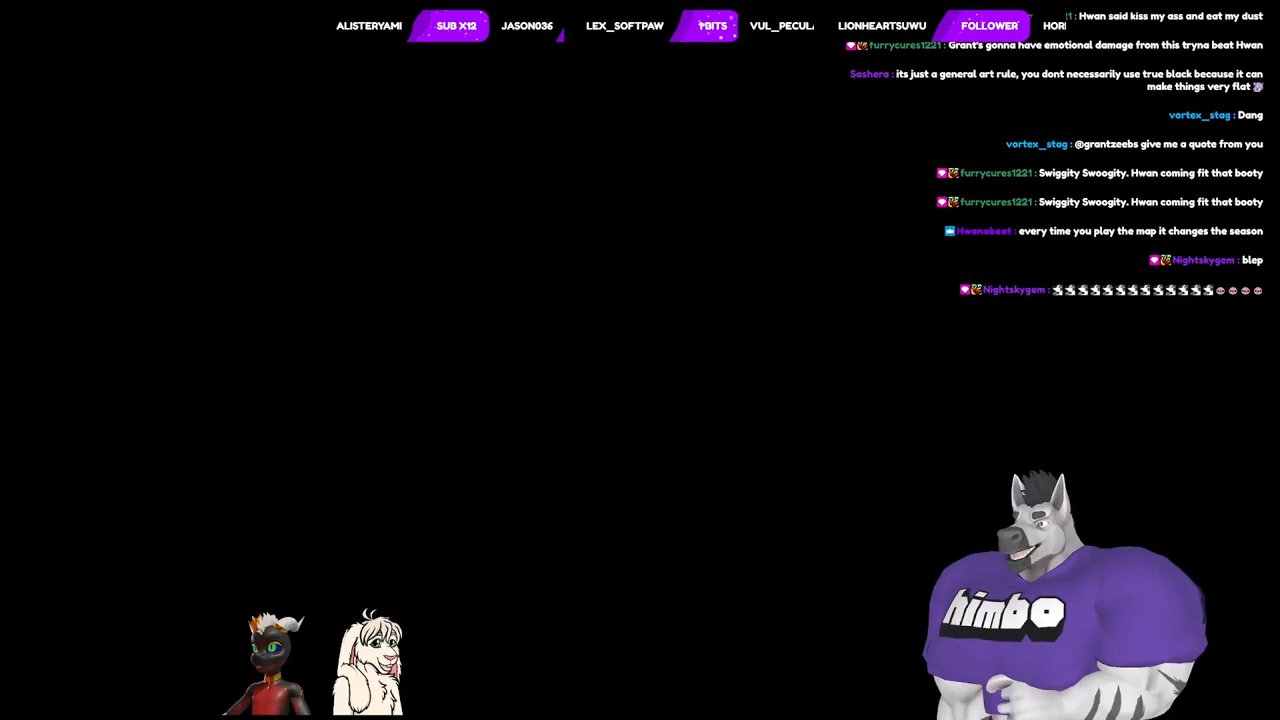 ALISTERYAMI SUB X12 JASON036 LEX_SOFTPAW 1 BITS VUL_PECUL LIONHEARTSUWU FOLLOWER HOR
: Hwan said kiss my ass and eat my dust
furrycures1221 : Grant's gonna have emotional damage from this tryna beat Hwan
Sashera : its just a general art rule, you dont necessarily use true black because it can
make things very flat
vortex_stag : Dang
vortex_stag : @grantzeebs give me a quote from you
furrycures1221 : Swiggity Swoogity. Hwan coming fit that booty
furrycures1221 : Swiggity Swoogity. Hwan coming fit that booty
Hwanobeat : every time you play the map it changes the season
Nightskygem : blep
Nightskygem :
himbo